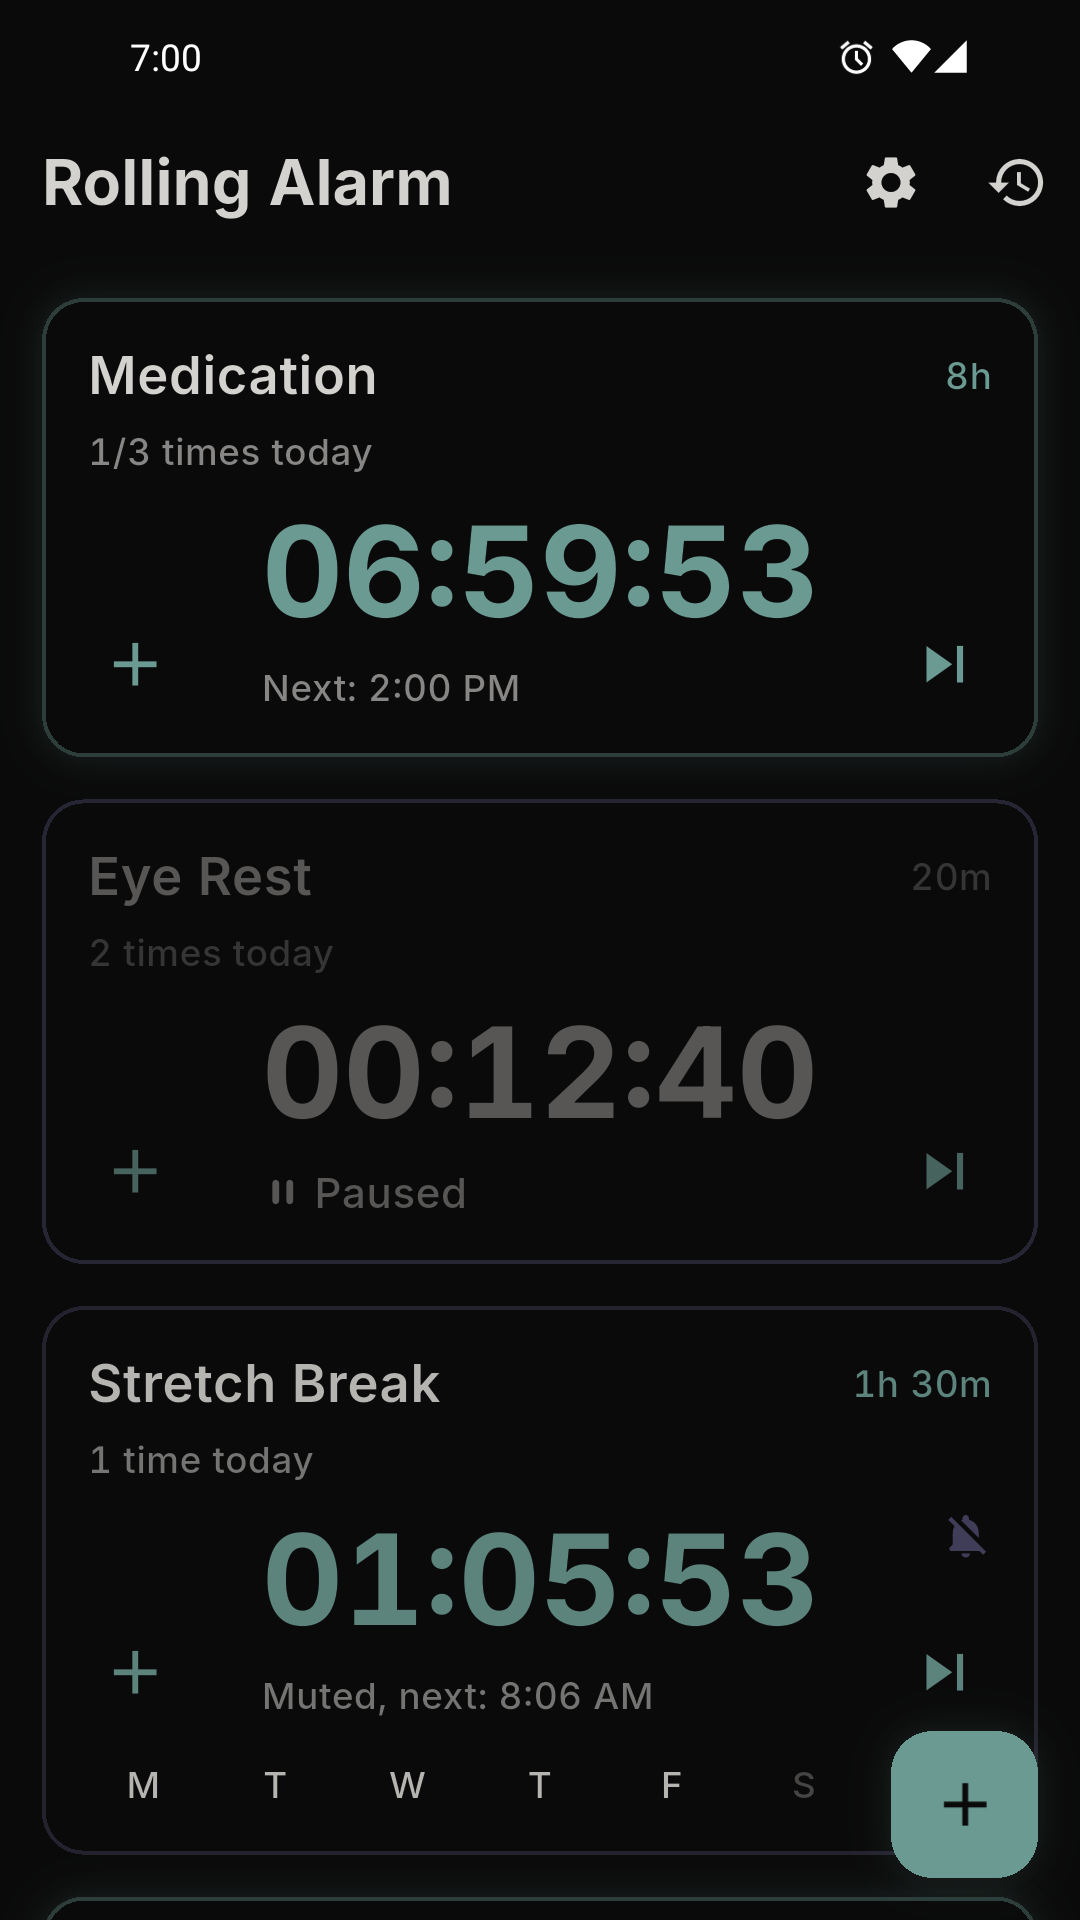 7:00
Rolling Alarm
Medication
8h
1/3 times today
06:59:53
Next: 2:00 PM
Eye Rest
20m
2 times today
00:12:40
Paused
Stretch Break
1h 30m
1 time today
01:05:53
Muted, next: 8:06 AM
M T W T F S